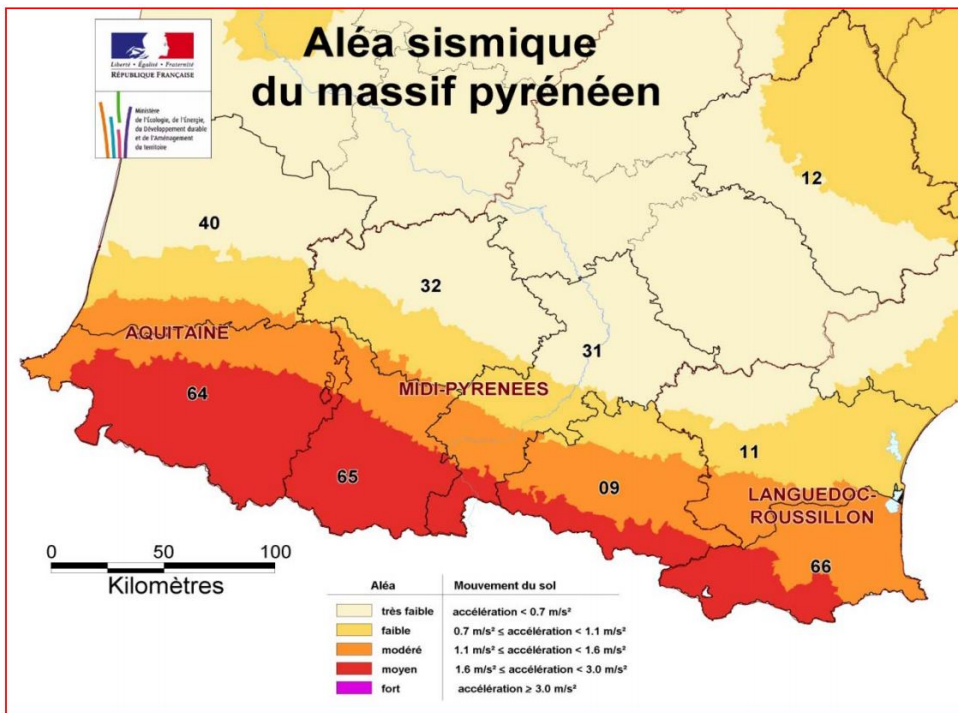 Aléa sismique
du massif pyrénéen
Liberté • Égalité • Fraternité
RÉPUBLIQUE FRANÇAISE
Ministère
de l'Écologie, de l'Énergie,
du Développement durable
et de l'Aménagement
du territoire
12
40
32
31
AQUITAINE
MIDI-PYRENEES
64
11
65
09
LANGUEDOC-
ROUSSILLON
66
0 50 100
Kilomètres
Aléa Mouvement du sol
très faible accélération < 0.7 m/s²
faible 0.7 m/s² ≤ accélération < 1.1 m/s²
modéré 1.1 m/s² ≤ accélération < 1.6 m/s²
moyen 1.6 m/s² ≤ accélération < 3.0 m/s²
fort accélération ≥ 3.0 m/s²